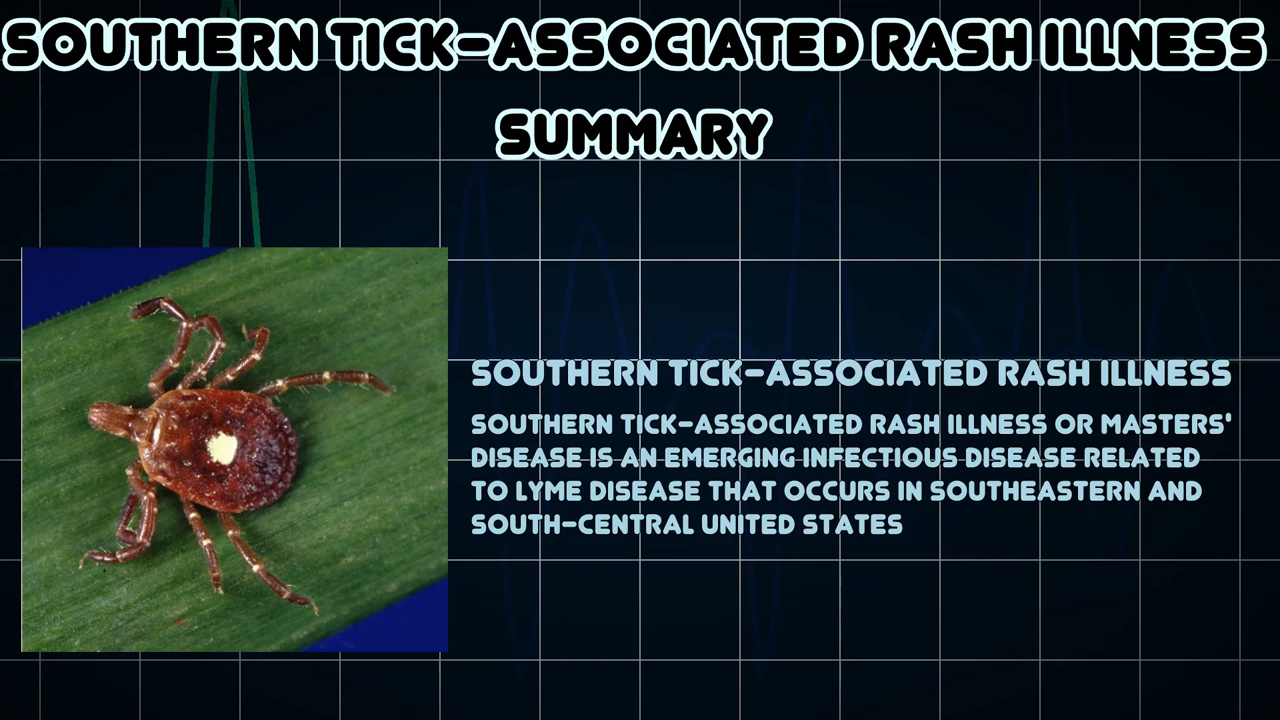 SOUTHERN TICK-ASSOCIATED RASH ILLNESS
SUMMARY
SOUTHERN TICK-ASSOCIATED RASH ILLNESS
SOUTHERN TICK-ASSOCIATED RASH ILLNESS OR MASTERS'
DISEASE IS AN EMERGING INFECTIOUS DISEASE RELATED
TO LYME DISEASE THAT OCCURS IN SOUTHEASTERN AND
SOUTH-CENTRAL UNITED STATES